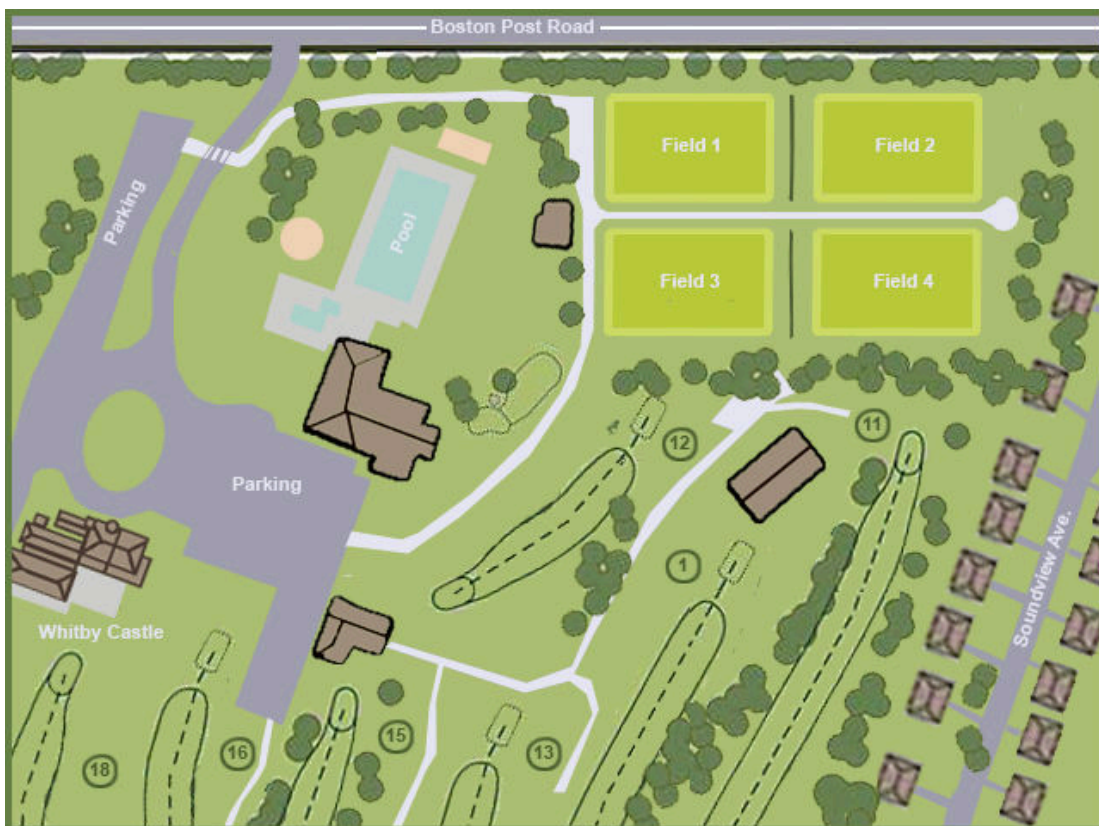 Boston Post Road
Field 1
Field 2
Parking
Pool
Field 3
Field 4
11
12
Parking
Soundview Ave.
1
Whitby Castle
15
16
13
18